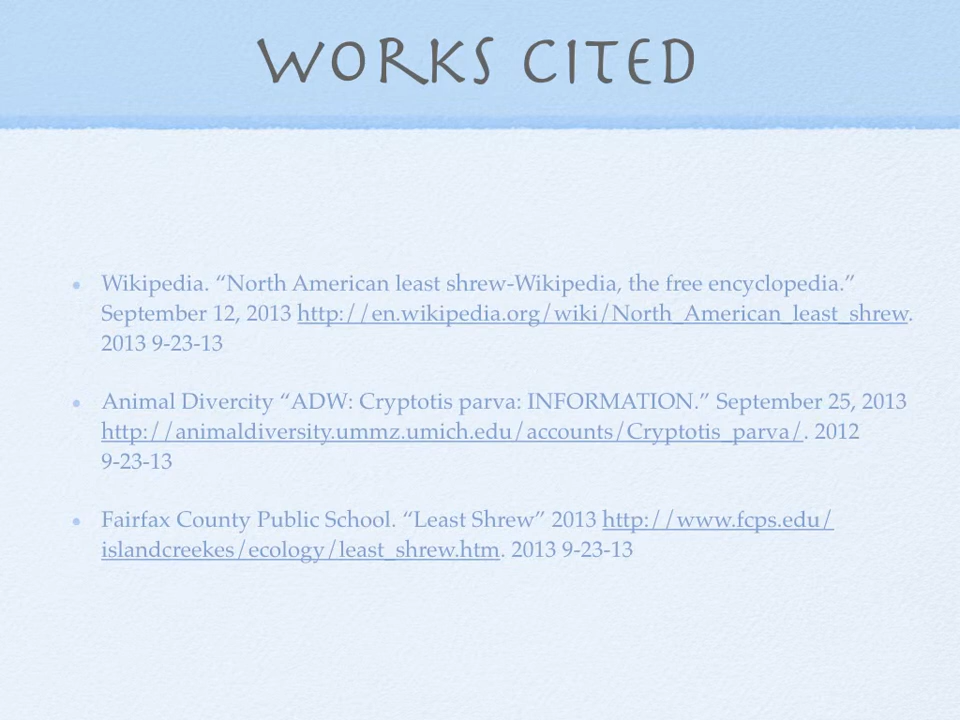 WORKS CITED
• Wikipedia. “North American least shrew-Wikipedia, the free encyclopedia.”
September 12, 2013 http://en.wikipedia.org/wiki/North_American_least_shrew.
2013 9-23-13
• Animal Divercity “ADW: Cryptotis parva: INFORMATION.” September 25, 2013
http://animaldiversity.ummz.umich.edu/accounts/Cryptotis_parva/. 2012
9-23-13
• Fairfax County Public School. “Least Shrew” 2013 http://www.fcps.edu/
islandcreekes/ecology/least_shrew.htm. 2013 9-23-13